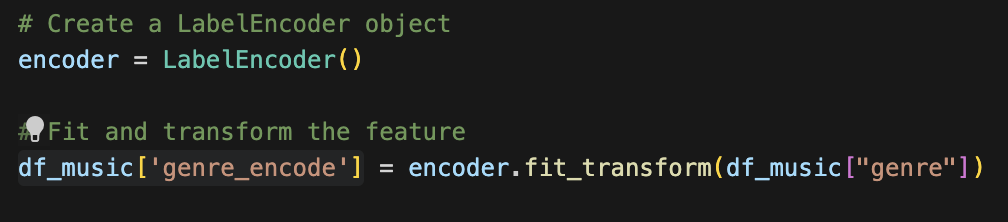 # Create a LabelEncoder object
encoder = LabelEncoder()
# Fit and transform the feature
df_music['genre_encode'] = encoder.fit_transform(df_music["genre"])